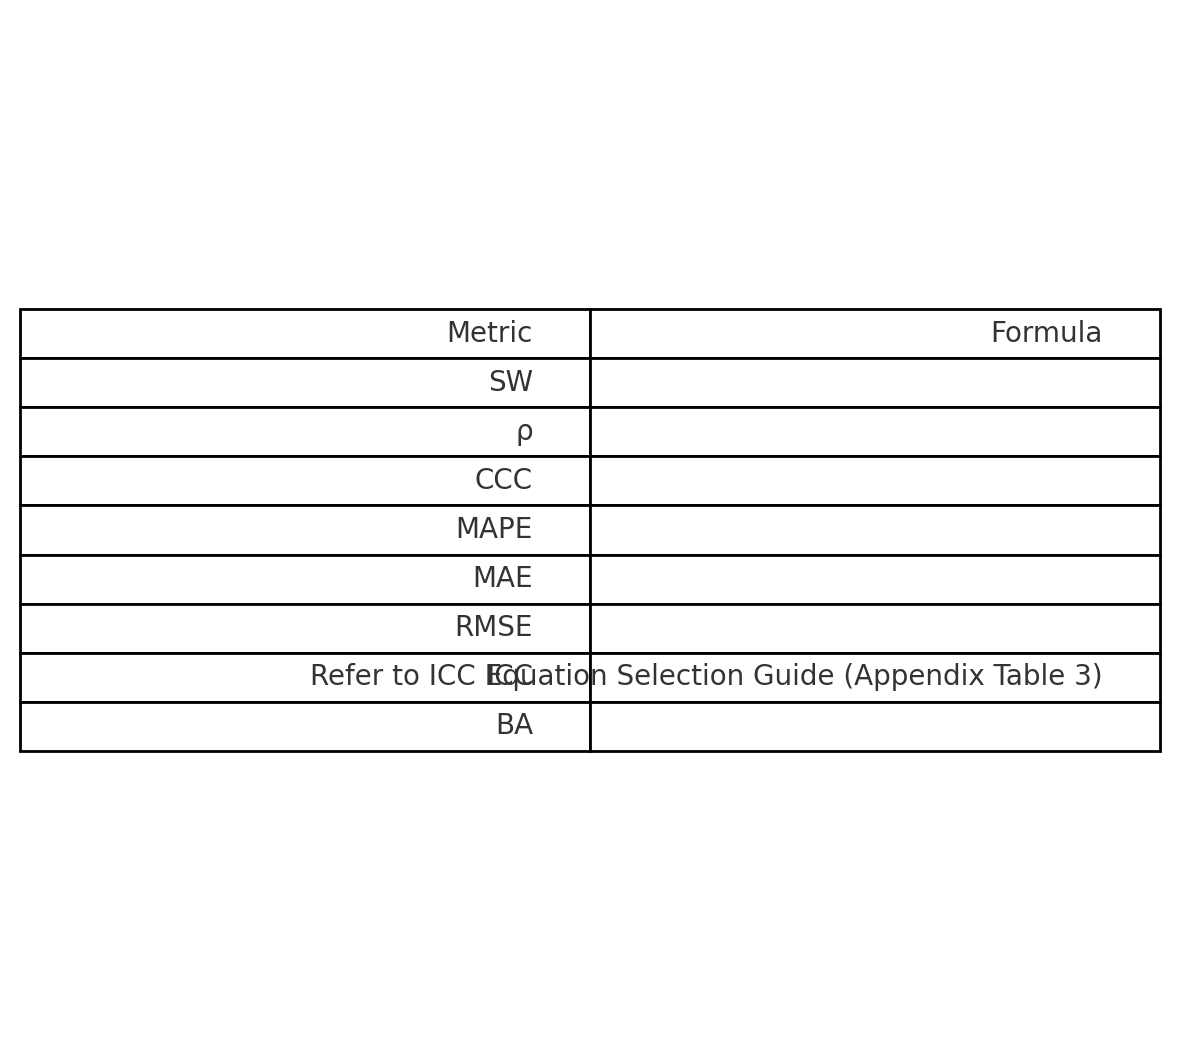 Metric Formula
SW
ρ
CCC
MAPE
MAE
RMSE
ICC Refer to ICC Equation Selection Guide (Appendix Table 3)
BA